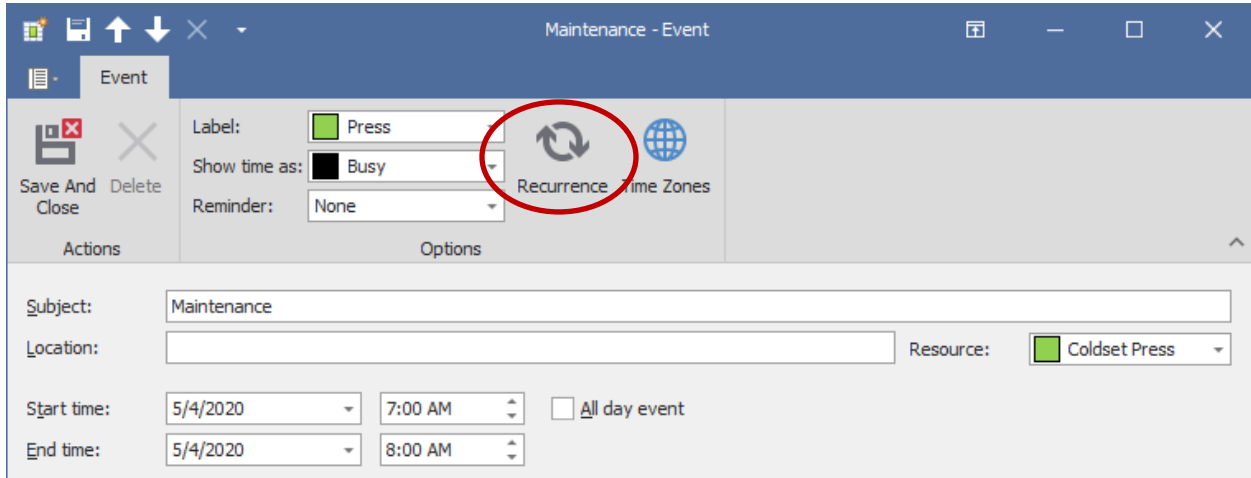 Maintenance - Event
Event
Label: Press
Show time as: Busy
Reminder: None
Save And Close
Delete
Recurrence
Time Zones
Actions
Options
Subject: Maintenance
Location:
Resource: Coldset Press
Start time: 5/4/2020 7:00 AM All day event
End time: 5/4/2020 8:00 AM